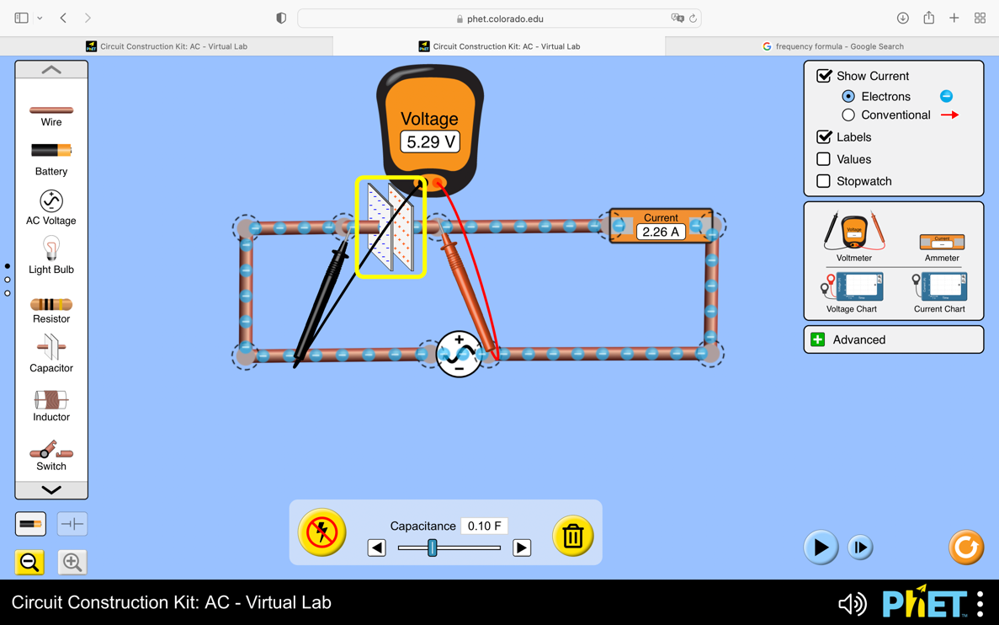 phet.colorado.edu
Circuit Construction Kit: AC - Virtual Lab
Circuit Construction Kit: AC - Virtual Lab
frequency formula - Google Search
Wire
Battery
AC Voltage
Light Bulb
Resistor
Capacitor
Inductor
Switch
Voltage
5.29 V
Current
2.26 A
Show Current
Electrons
Conventional
Labels
Values
Stopwatch
Voltage
Current
Voltmeter
Ammeter
Voltage Chart
Current Chart
Advanced
Capacitance 0.10 F
Circuit Construction Kit: AC - Virtual Lab
PhET